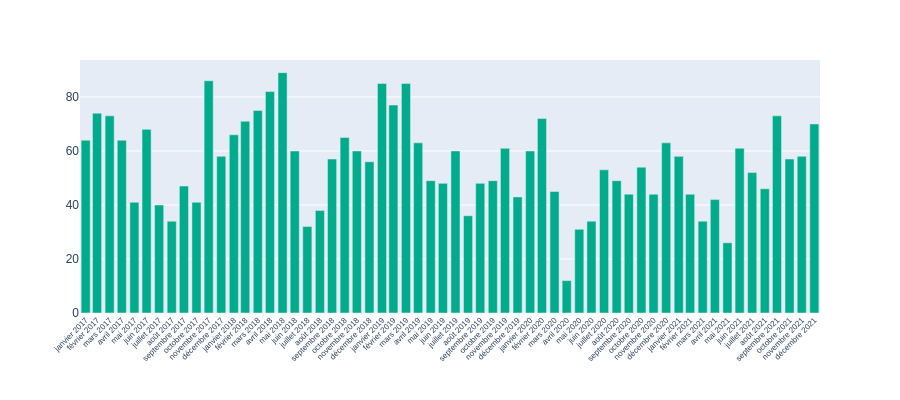 80
60
40
20
0
janvier 2017
février 2017
mars 2017
avril 2017
mai 2017
juin 2017
juillet 2017
août 2017
septembre 2017
octobre 2017
novembre 2017
décembre 2017
janvier 2018
février 2018
mars 2018
avril 2018
mai 2018
juin 2018
juillet 2018
août 2018
septembre 2018
octobre 2018
novembre 2018
décembre 2018
janvier 2019
février 2019
mars 2019
avril 2019
mai 2019
juin 2019
juillet 2019
août 2019
septembre 2019
octobre 2019
novembre 2019
décembre 2019
janvier 2020
février 2020
mars 2020
avril 2020
mai 2020
juin 2020
juillet 2020
août 2020
septembre 2020
octobre 2020
novembre 2020
décembre 2020
janvier 2021
février 2021
mars 2021
avril 2021
mai 2021
juin 2021
juillet 2021
août 2021
septembre 2021
octobre 2021
novembre 2021
décembre 2021